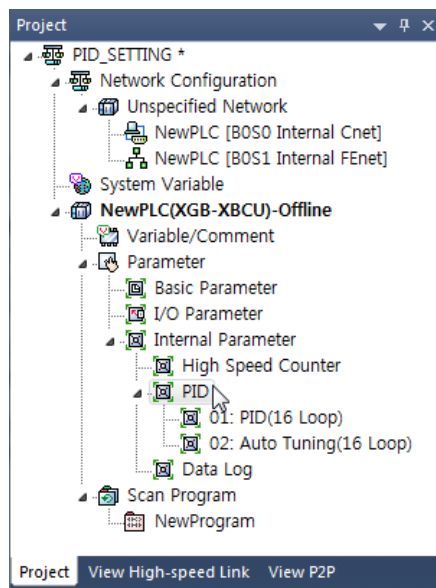 Project
PID_SETTING *
Network Configuration
Unspecified Network
NewPLC [B0S0 Internal Cnet]
NewPLC [B0S1 Internal FEnet]
System Variable
NewPLC(XGB-XBCU)-Offline
Variable/Comment
Parameter
Basic Parameter
I/O Parameter
Internal Parameter
High Speed Counter
PID
01: PID(16 Loop)
02: Auto Tuning(16 Loop)
Data Log
Scan Program
NewProgram
Project View High-speed Link View P2P